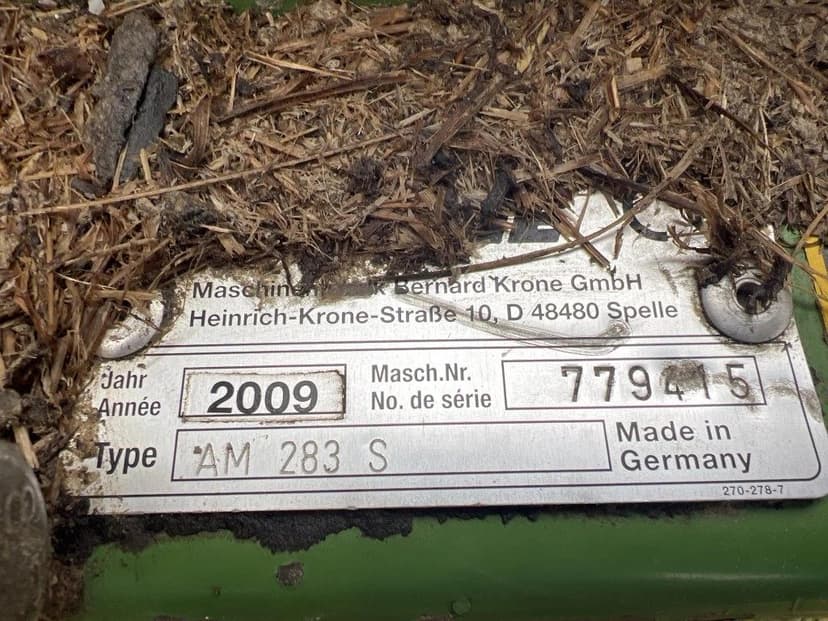 Maschinenfabrik Bernard Krone GmbH
Heinrich-Krone-Straße 10, D 48480 Spelle
Jahr
Année
2009
Masch.Nr.
No. de série
779415
Type
AM 283 S
Made in
Germany
270-278-7